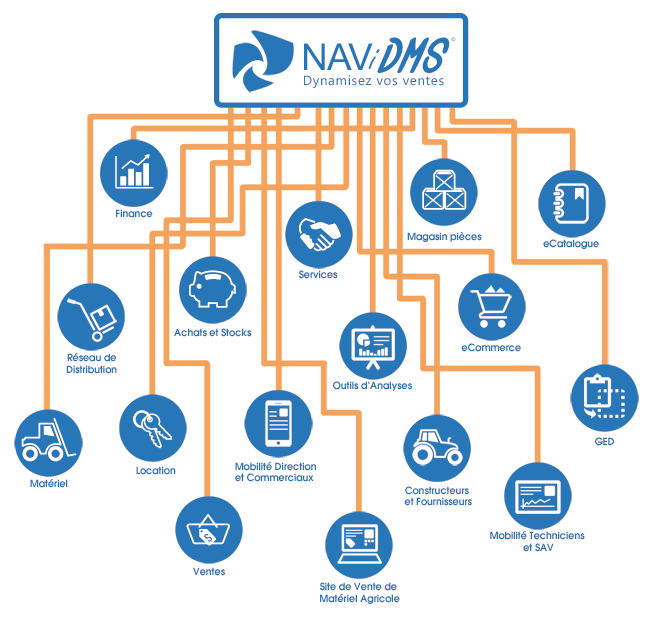 NAViDMS©
Dynamisez vos ventes
Finance
Magasin pièces
eCatalogue
Services
Achats et Stocks
eCommerce
Réseau de
Distribution
Outils d'Analyses
GED
Matériel
Location
Mobilité Direction
et Commerciaux
Constructeurs
et Fournisseurs
Mobilité Techniciens
et SAV
Ventes
Site de Vente de
Matériel Agricole